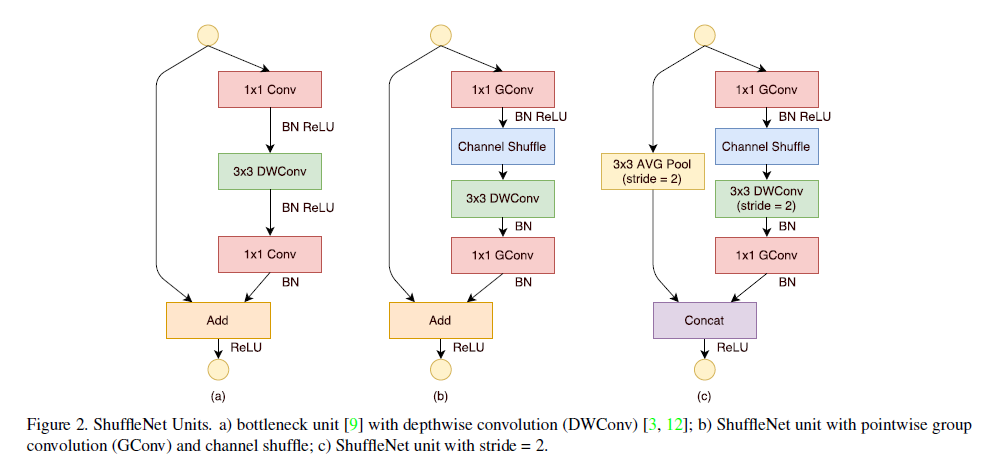 1x1 Conv
BN ReLU
3x3 DWConv
BN ReLU
1x1 Conv
BN
Add
ReLU
(a)
1x1 GConv
BN ReLU
Channel Shuffle
3x3 DWConv
BN
1x1 GConv
BN
Add
ReLU
(b)
1x1 GConv
BN ReLU
Channel Shuffle
3x3 AVG Pool
(stride = 2)
3x3 DWConv
(stride = 2)
BN
1x1 GConv
BN
Concat
ReLU
(c)
Figure 2. ShuffleNet Units. a) bottleneck unit [9] with depthwise convolution (DWConv) [3, 12]; b) ShuffleNet unit with pointwise group
convolution (GConv) and channel shuffle; c) ShuffleNet unit with stride = 2.